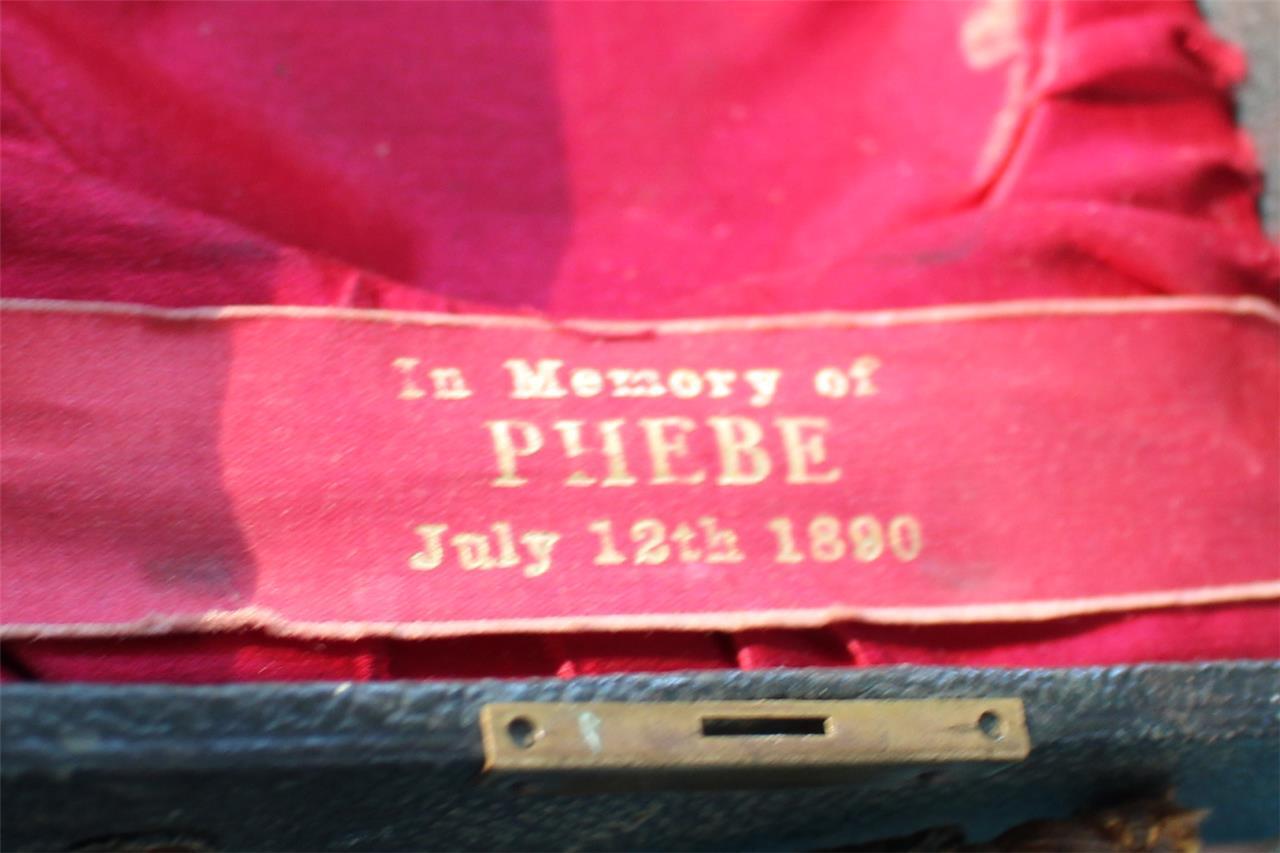 In Memory of
PHEBE
July 12th 1890